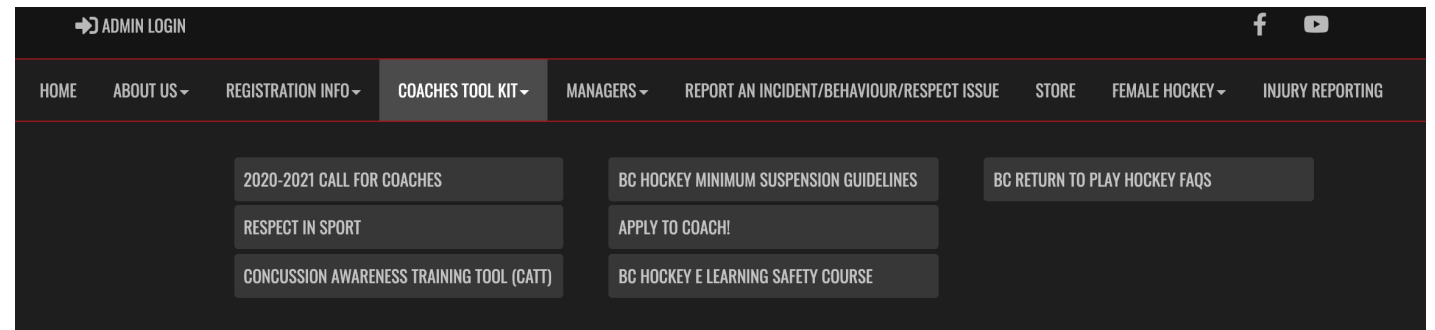 ADMIN LOGIN
HOME ABOUT US REGISTRATION INFO COACHES TOOL KIT MANAGERS REPORT AN INCIDENT/BEHAVIOUR/RESPECT ISSUE STORE FEMALE HOCKEY INJURY REPORTING
2020-2021 CALL FOR COACHES BC HOCKEY MINIMUM SUSPENSION GUIDELINES BC RETURN TO PLAY HOCKEY FAQS
RESPECT IN SPORT APPLY TO COACH!
CONCUSSION AWARENESS TRAINING TOOL (CATT) BC HOCKEY E LEARNING SAFETY COURSE